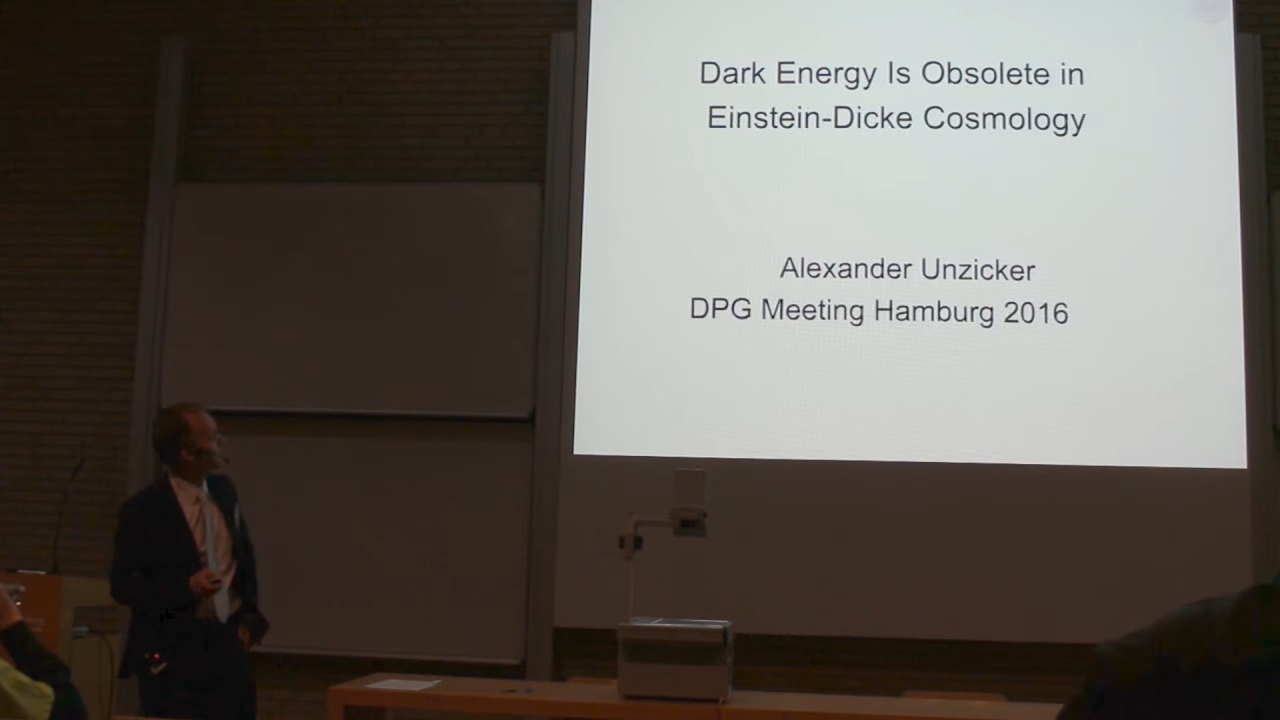 Dark Energy Is Obsolete in
Einstein-Dicke Cosmology
Alexander Unzicker
DPG Meeting Hamburg 2016